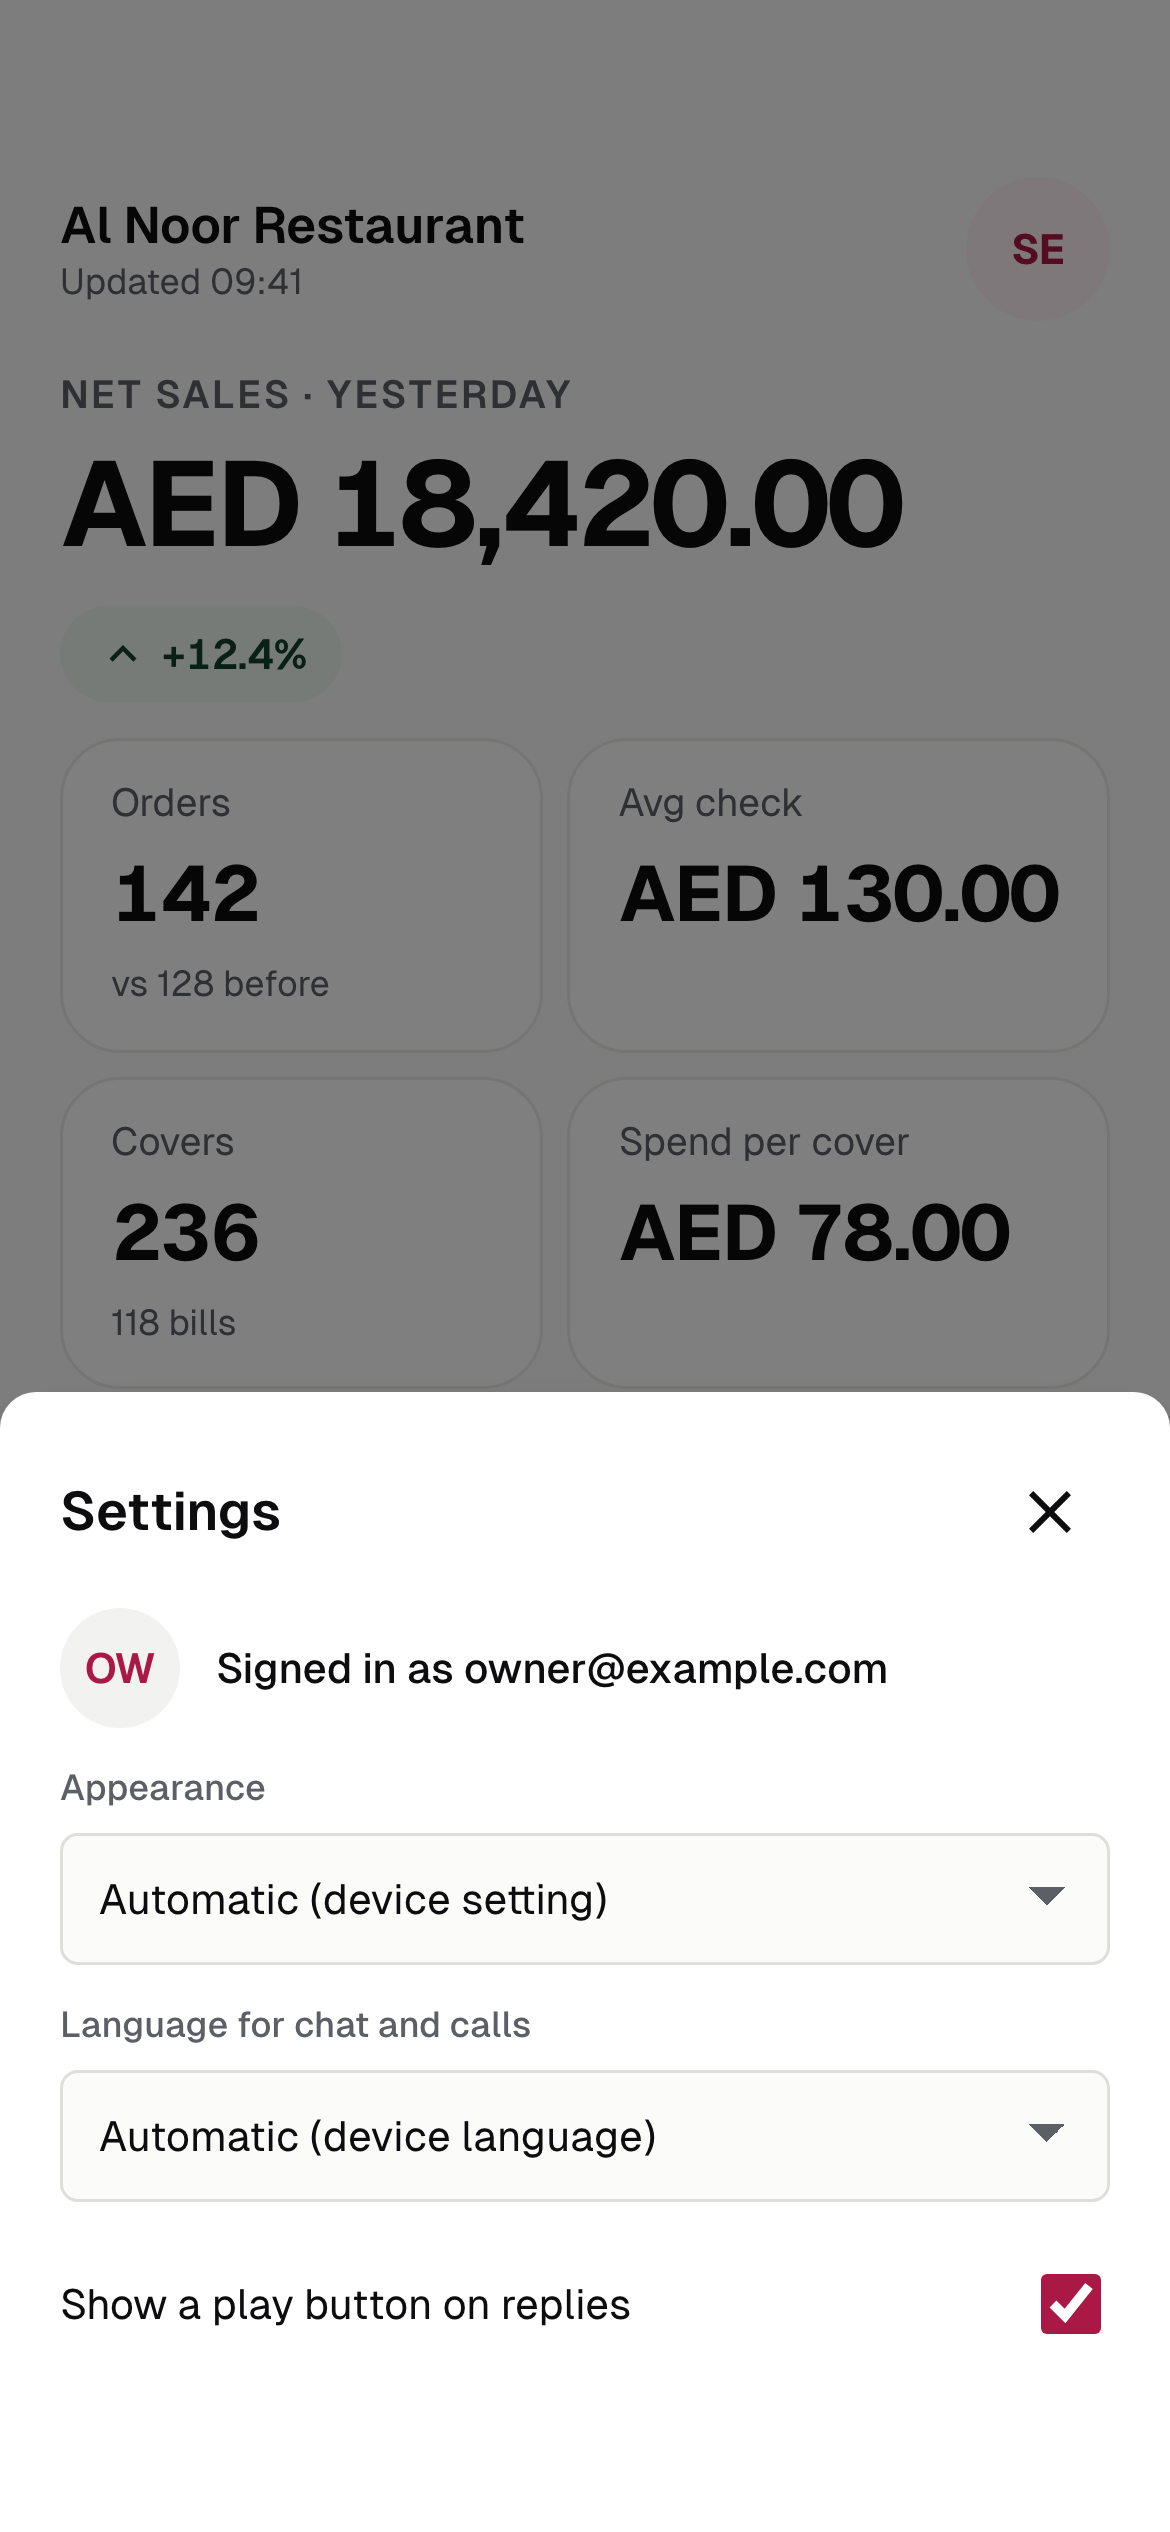 Al Noor Restaurant
Updated 09:41
SE
NET SALES · YESTERDAY
AED 18,420.00
+12.4%
Orders
142
vs 128 before
Avg check
AED 130.00
Covers
236
118 bills
Spend per cover
AED 78.00
Settings
OW
Signed in as owner@example.com
Appearance
Automatic (device setting)
Language for chat and calls
Automatic (device language)
Show a play button on replies